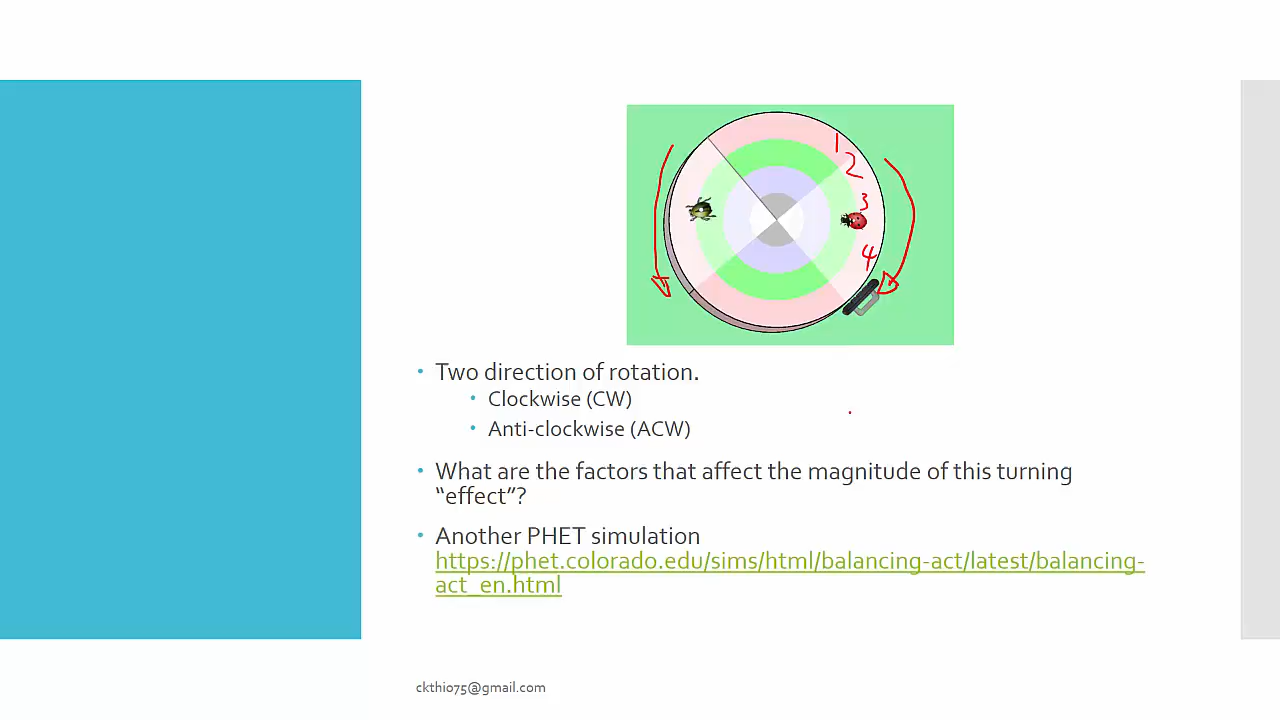 1
2
3
4
Two direction of rotation.
Clockwise (CW)
Anti-clockwise (ACW)
What are the factors that affect the magnitude of this turning
“effect”?
Another PHET simulation
https://phet.colorado.edu/sims/html/balancing-act/latest/balancing-
act_en.html
ckthio75@gmail.com